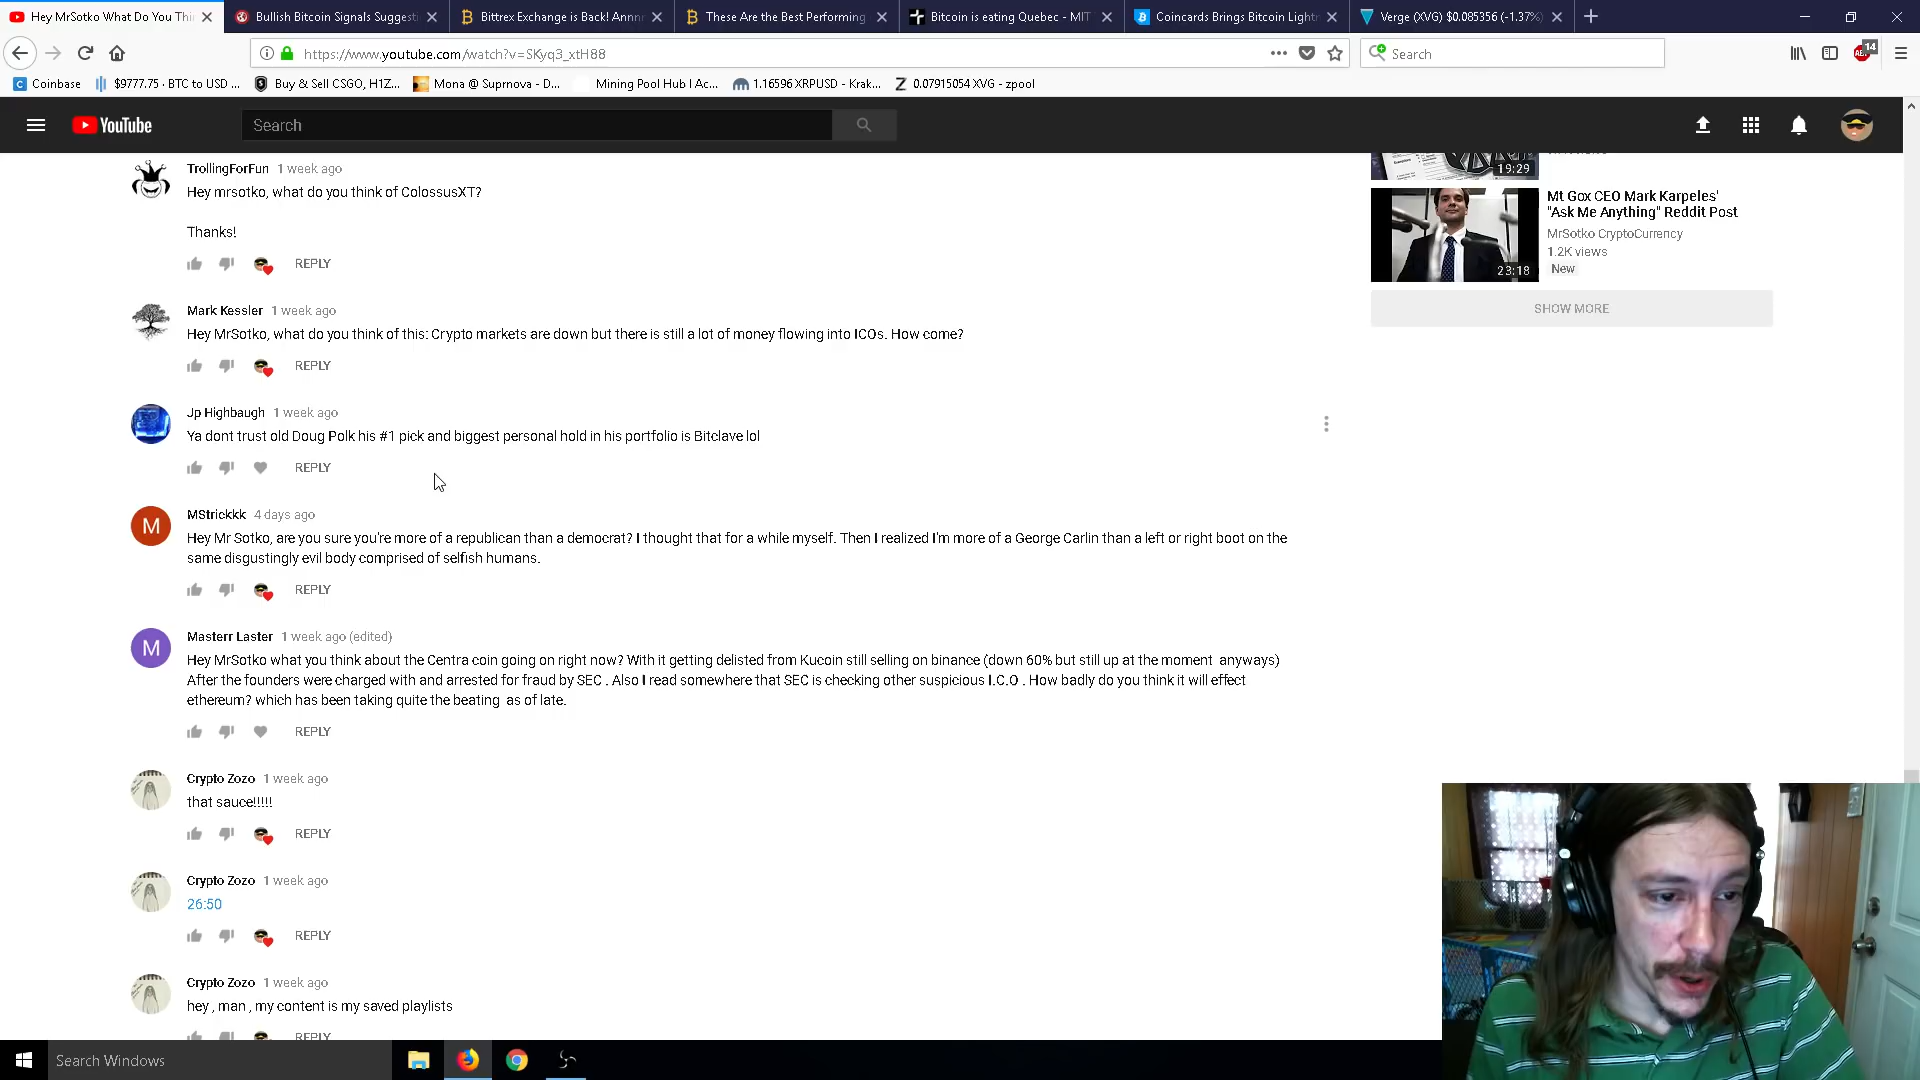 Hey MrSotko What Do You Thi
Bullish Bitcoin Signals Suggesti
Bittrex Exchange is Back! Annn
These Are the Best Performing
Bitcoin is eating Quebec - MIT
Coincards Brings Bitcoin Lightn
Verge (XVG) $0.085356 (-1.37%)
https://www.youtube.com/watch?v=SKyq3_xtH88
Search
14
Coinbase
$9777.75 · BTC to USD ...
Buy & Sell CSGO, H1Z...
Mona @ Suprnova - D...
Mining Pool Hub | Ac...
1.16596 XRPUSD - Krak...
0.07915054 XVG - zpool
YouTube
Search
TrollingForFun 1 week ago
Hey mrsotko, what do you think of ColossusXT?
Thanks!
REPLY
19:29
Mt Gox CEO Mark Karpeles'
"Ask Me Anything" Reddit Post
MrSotko CryptoCurrency
1.2K views
New
23:18
SHOW MORE
Mark Kessler 1 week ago
Hey MrSotko, what do you think of this: Crypto markets are down but there is still a lot of money flowing into ICOs. How come?
REPLY
Jp Highbaugh 1 week ago
Ya dont trust old Doug Polk his #1 pick and biggest personal hold in his portfolio is Bitclave lol
REPLY
M
MStrickkk 4 days ago
Hey Mr Sotko, are you sure you're more of a republican than a democrat? I thought that for a while myself. Then I realized I'm more of a George Carlin than a left or right boot on the
same disgustingly evil body comprised of selfish humans.
REPLY
M
Masterr Laster 1 week ago (edited)
Hey MrSotko what you think about the Centra coin going on right now? With it getting delisted from Kucoin still selling on binance (down 60% but still up at the moment anyways)
After the founders were charged with and arrested for fraud by SEC . Also I read somewhere that SEC is checking other suspicious I.C.O . How badly do you think it will effect
ethereum? which has been taking quite the beating as of late.
REPLY
Crypto Zozo 1 week ago
that sauce!!!!!
REPLY
Crypto Zozo 1 week ago
26:50
REPLY
Crypto Zozo 1 week ago
hey , man , my content is my saved playlists
REPLY
Search Windows